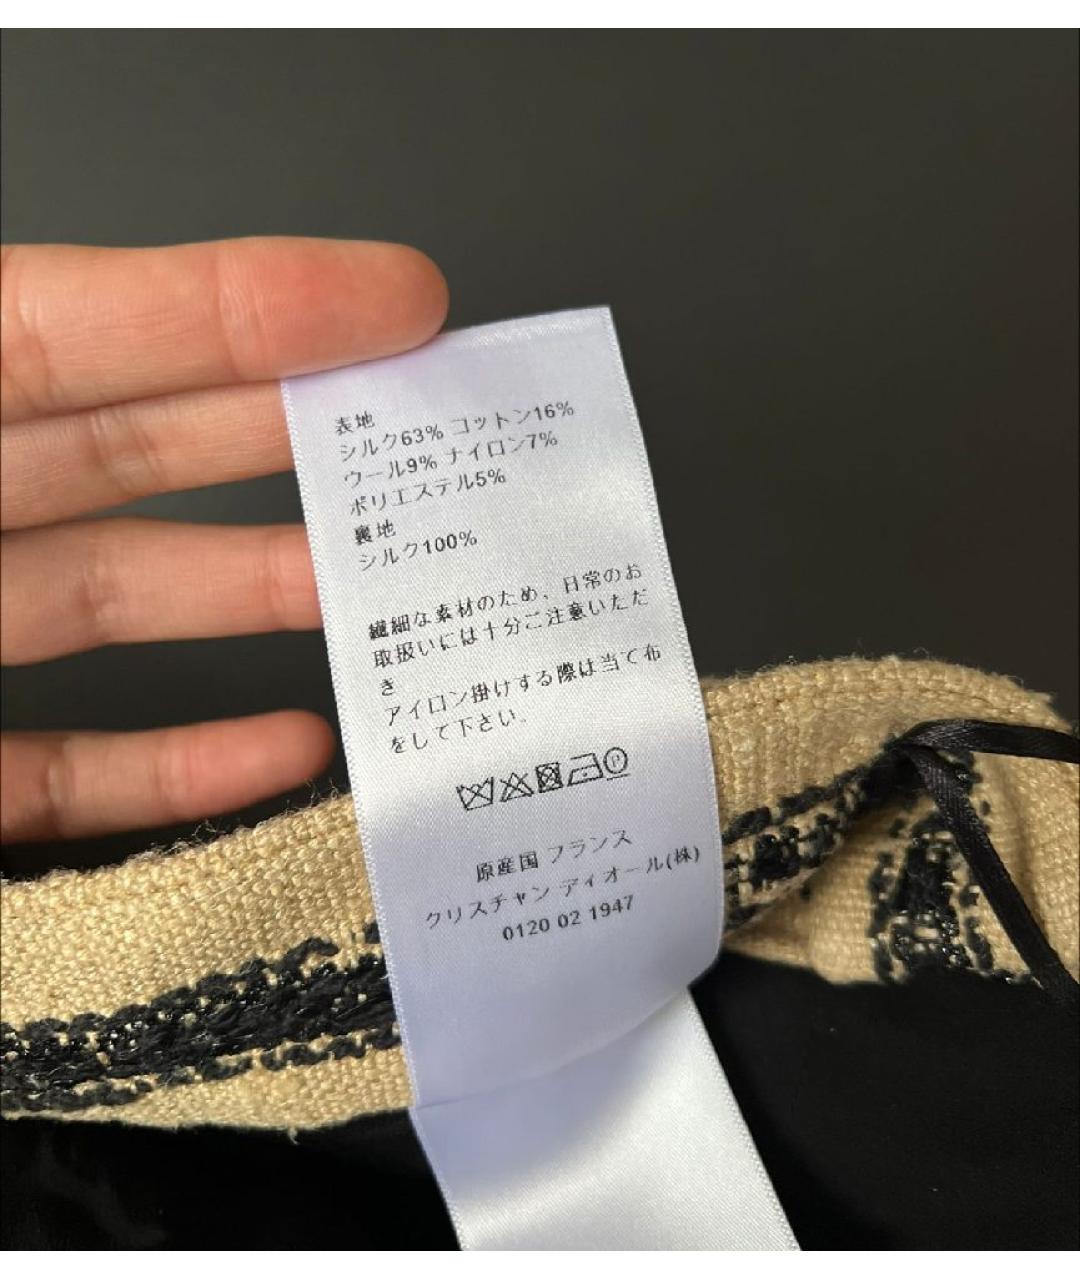 表地
シルク63% コットン16%
ウール9% ナイロン7%
ポリエステル5%
裏地
シルク100%
繊細な素材のため、日常のお
取扱いには十分ご注意いただ
き
アイロン掛けする際は当て布
をして下さい。
P
原産国 フランス
クリスチャン ディオール(株)
0120 02 1947